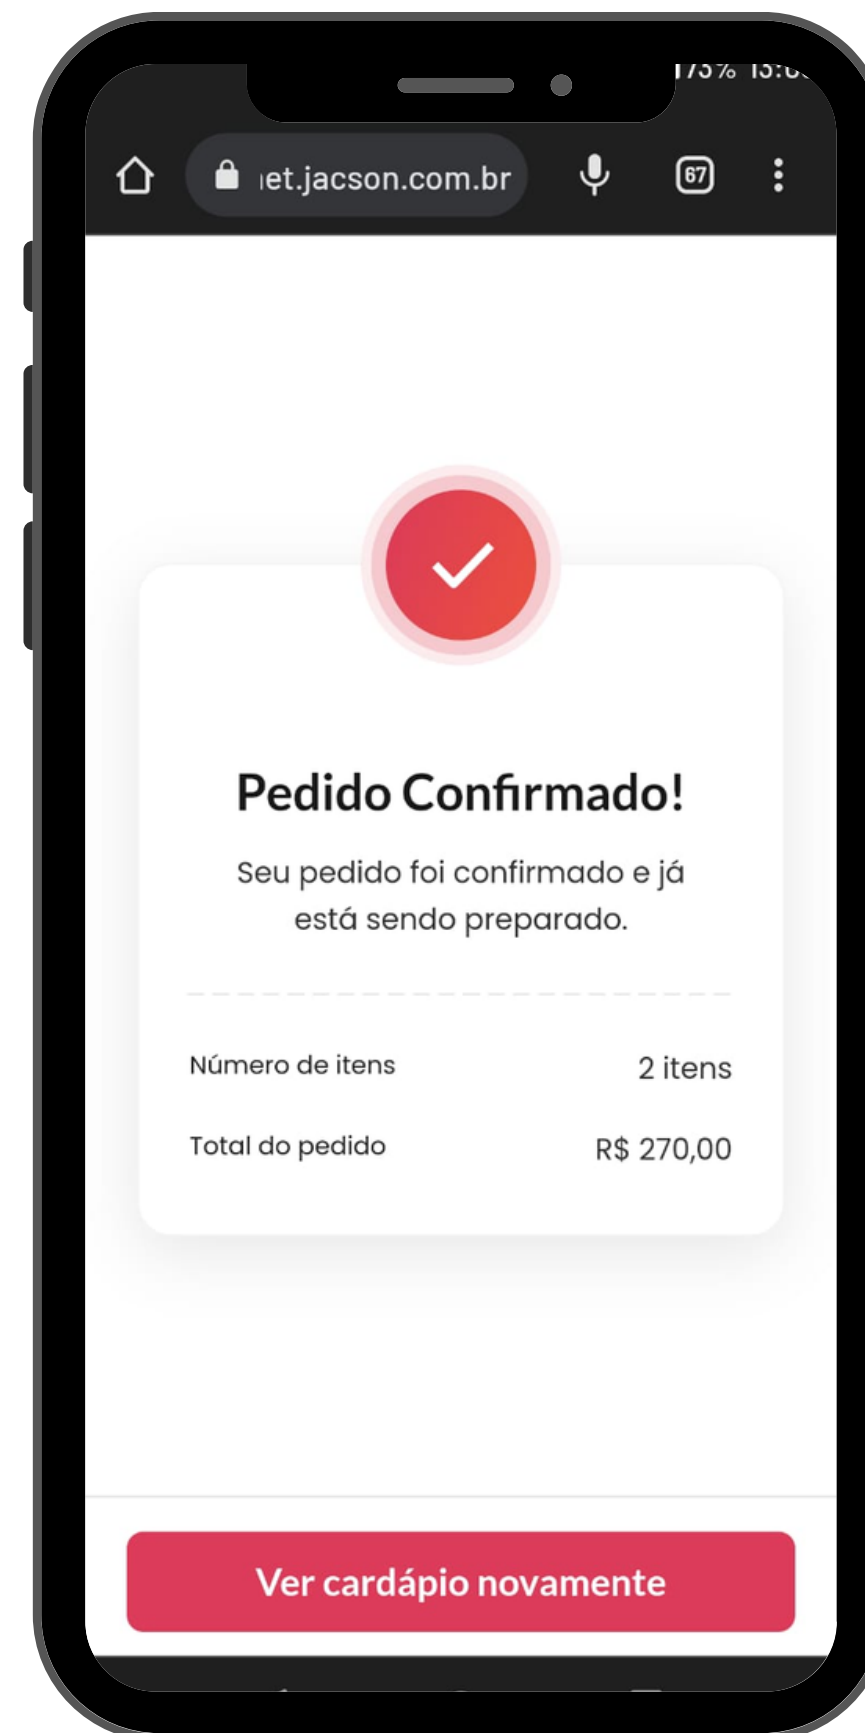 et.jacson.com.br
67
Pedido Confirmado!
Seu pedido foi confirmado e já
está sendo preparado.
Número de itens
2 itens
Total do pedido
R$ 270,00
Ver cardápio novamente